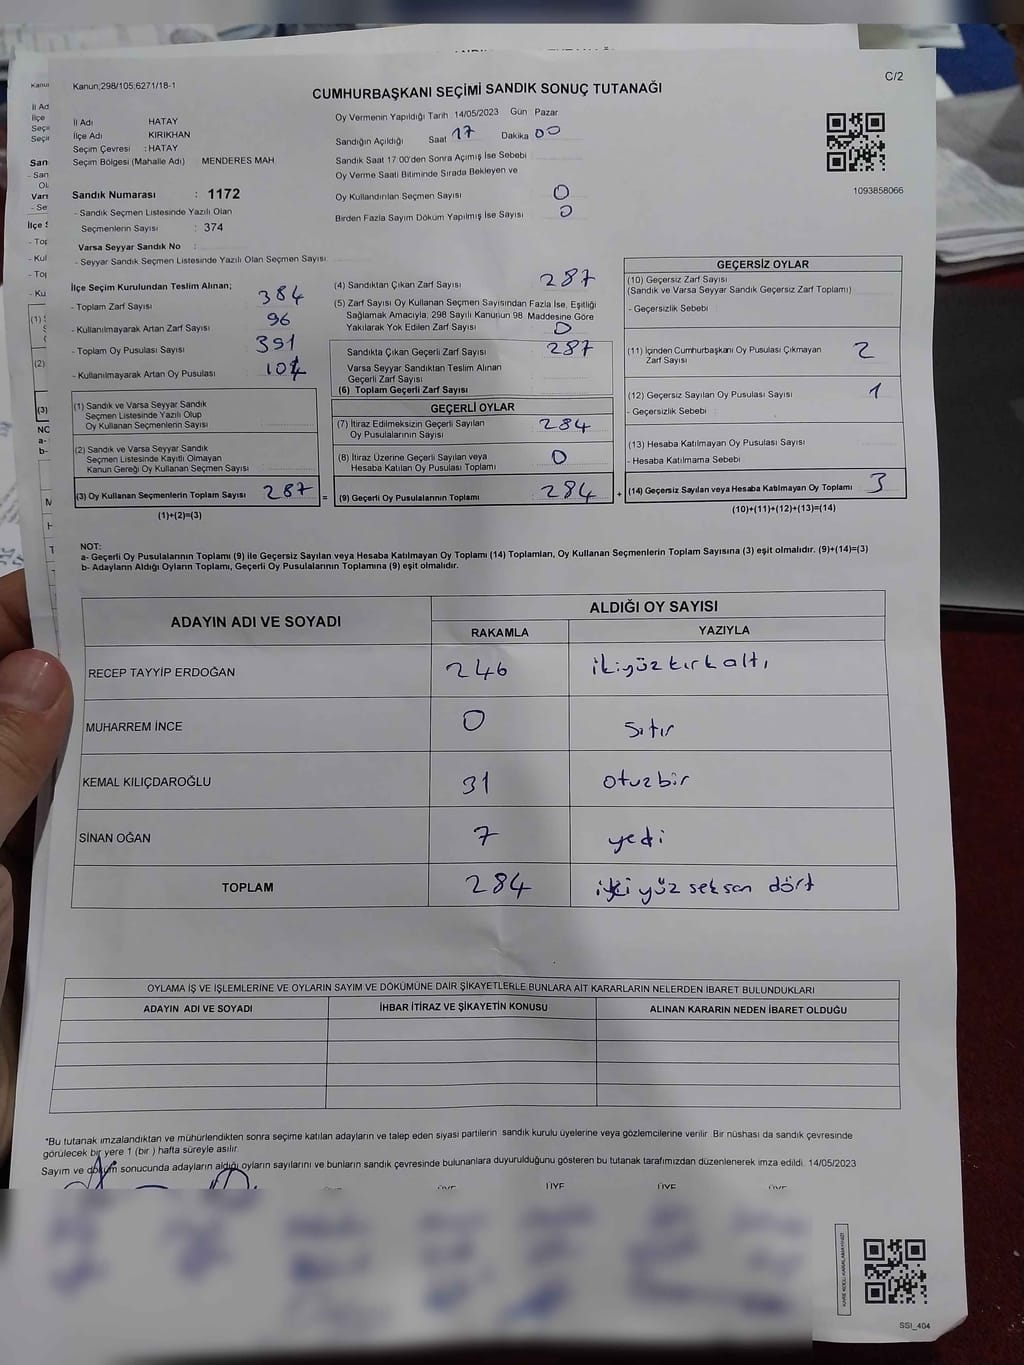 C/2
Kanun;298/105;6271/18-1
CUMHURBAŞKANI SEÇİMİ SANDIK SONUÇ TUTANAĞI
İl Adı HATAY
İlçe Adı KIRIKHAN
Seçim Çevresi : HATAY
Seçim Bölgesi (Mahalle Adı) MENDERES MAH
Sandık Numarası : 1172
- Sandık Seçmen Listesinde Yazılı Olan
Seçmenlerin Sayısı : 374
Varsa Seyyar Sandık No :
- Seyyar Sandık Seçmen Listesinde Yazılı Olan Seçmen Sayısı
Oy Vermenin Yapıldığı Tarih 14/05/2023 Gün Pazar
Sandığın Açıldığı Saat 17 Dakika 00
Sandık Saat 17 00'den Sonra Açımış İse Sebebi
Oy Verme Saati Bitiminde Sırada Bekleyen ve
Oy Kullandırılan Seçmen Sayısı 0
Birden Fazla Sayım Döküm Yapılmış İse Sayısı 0
1093858066
İlçe Seçim Kurulundan Teslim Alınan;
- Toplam Zarf Sayısı 384
- Kullanılmayarak Artan Zarf Sayısı 96
- Toplam Oy Pusulası Sayısı 391
- Kullanılmayarak Artan Oy Pusulası 104
(1) Sandık ve Varsa Seyyar Sandık
Seçmen Listesinde Yazılı Olup
Oy Kullanan Seçmenlerin Sayısı
(2) Sandık ve Varsa Seyyar Sandık
Seçmen Listesinde Kayıtlı Olmayan
Kanun Gereği Oy Kullanan Seçmen Sayısı
(3) Oy Kullanan Seçmenlerin Toplam Sayısı 287 =
(1)+(2)=(3)
(4) Sandıktan Çıkan Zarf Sayısı 287
(5) Zarf Sayısı Oy Kullanan Seçmen Sayısından Fazla İse, Eşitliği
Sağlamak Amacıyla, 298 Sayılı Kanunun 98. Maddesine Göre
Yakılarak Yok Edilen Zarf Sayısı 0
Sandıkta Çıkan Geçerli Zarf Sayısı 287
Varsa Seyyar Sandıktan Teslim Alınan
Geçerli Zarf Sayısı
(6) Toplam Geçerli Zarf Sayısı
GEÇERLİ OYLAR
(7) İtiraz Edilmeksizin Geçerli Sayılan
Oy Pusulalarının Sayısı 284
(8) İtiraz Üzerine Geçerli Sayılan veya
Hesaba Katılan Oy Pusulası Toplamı 0
(9) Geçerli Oy Pusulalarının Toplamı 284 +
GEÇERSİZ OYLAR
(10) Geçersiz Zarf Sayısı
(Sandık ve Varsa Seyyar Sandık Geçersiz Zarf Toplamı)
- Geçersizlik Sebebi
(11) İçinden Cumhurbaşkanı Oy Pusulası Çıkmayan
Zarf Sayısı 2
(12) Geçersiz Sayılan Oy Pusulası Sayısı 1
- Geçersizlik Sebebi
(13) Hesaba Katılmayan Oy Pusulası Sayısı
- Hesaba Katılmama Sebebi
(14) Geçersiz Sayılan veya Hesaba Katılmayan Oy Toplamı 3
(10)+(11)+(12)+(13)=(14)
NOT:
a- Geçerli Oy Pusulalarının Toplamı (9) ile Geçersiz Sayılan veya Hesaba Katılmayan Oy Toplamı (14) Toplamları, Oy Kullanan Seçmenlerin Toplam Sayısına (3) eşit olmalıdır. (9)+(14)=(3)
b- Adayların Aldığı Oyların Toplamı, Geçerli Oy Pusulalarının Toplamına (9) eşit olmalıdır.
ADAYIN ADI VE SOYADI ALDIĞI OY SAYISI
RAKAMLA YAZIYLA
RECEP TAYYİP ERDOĞAN 246 ikiyüzkırkaltı
MUHARREM İNCE 0 Sıfır
KEMAL KILIÇDAROĞLU 31 otuzbir
SİNAN OĞAN 7 yedi
TOPLAM 284 iki yüz seksen dört
OYLAMA İŞ VE İŞLEMLERİNE VE OYLARIN SAYIM VE DÖKÜMÜNE DAİR ŞİKAYETLERLE BUNLARA AİT KARARLARIN NELERDEN İBARET BULUNDUKLARI
ADAYIN ADI VE SOYADI İHBAR İTİRAZ VE ŞİKAYETİN KONUSU ALINAN KARARIN NEDEN İBARET OLDUĞU
*Bu tutanak imzalandıktan ve mühürlendikten sonra seçime katılan adayların ve talep eden siyasi partilerin sandık kurulu üyelerine veya gözlemcilerine verilir. Bir nüshası da sandık çevresinde
görülecek bir yere 1 (bir) hafta süreyle asılır.
Sayım ve döküm sonucunda adayların aldığı oyların sayılarını ve bunların sandık çevresinde bulunanlara duyurulduğunu gösteren bu tutanak tarafımızdan düzenlenerek imza edildi. 14/05/2023
ÜYE ÜYE ÜYE ÜYE ÜYE
SSI_404